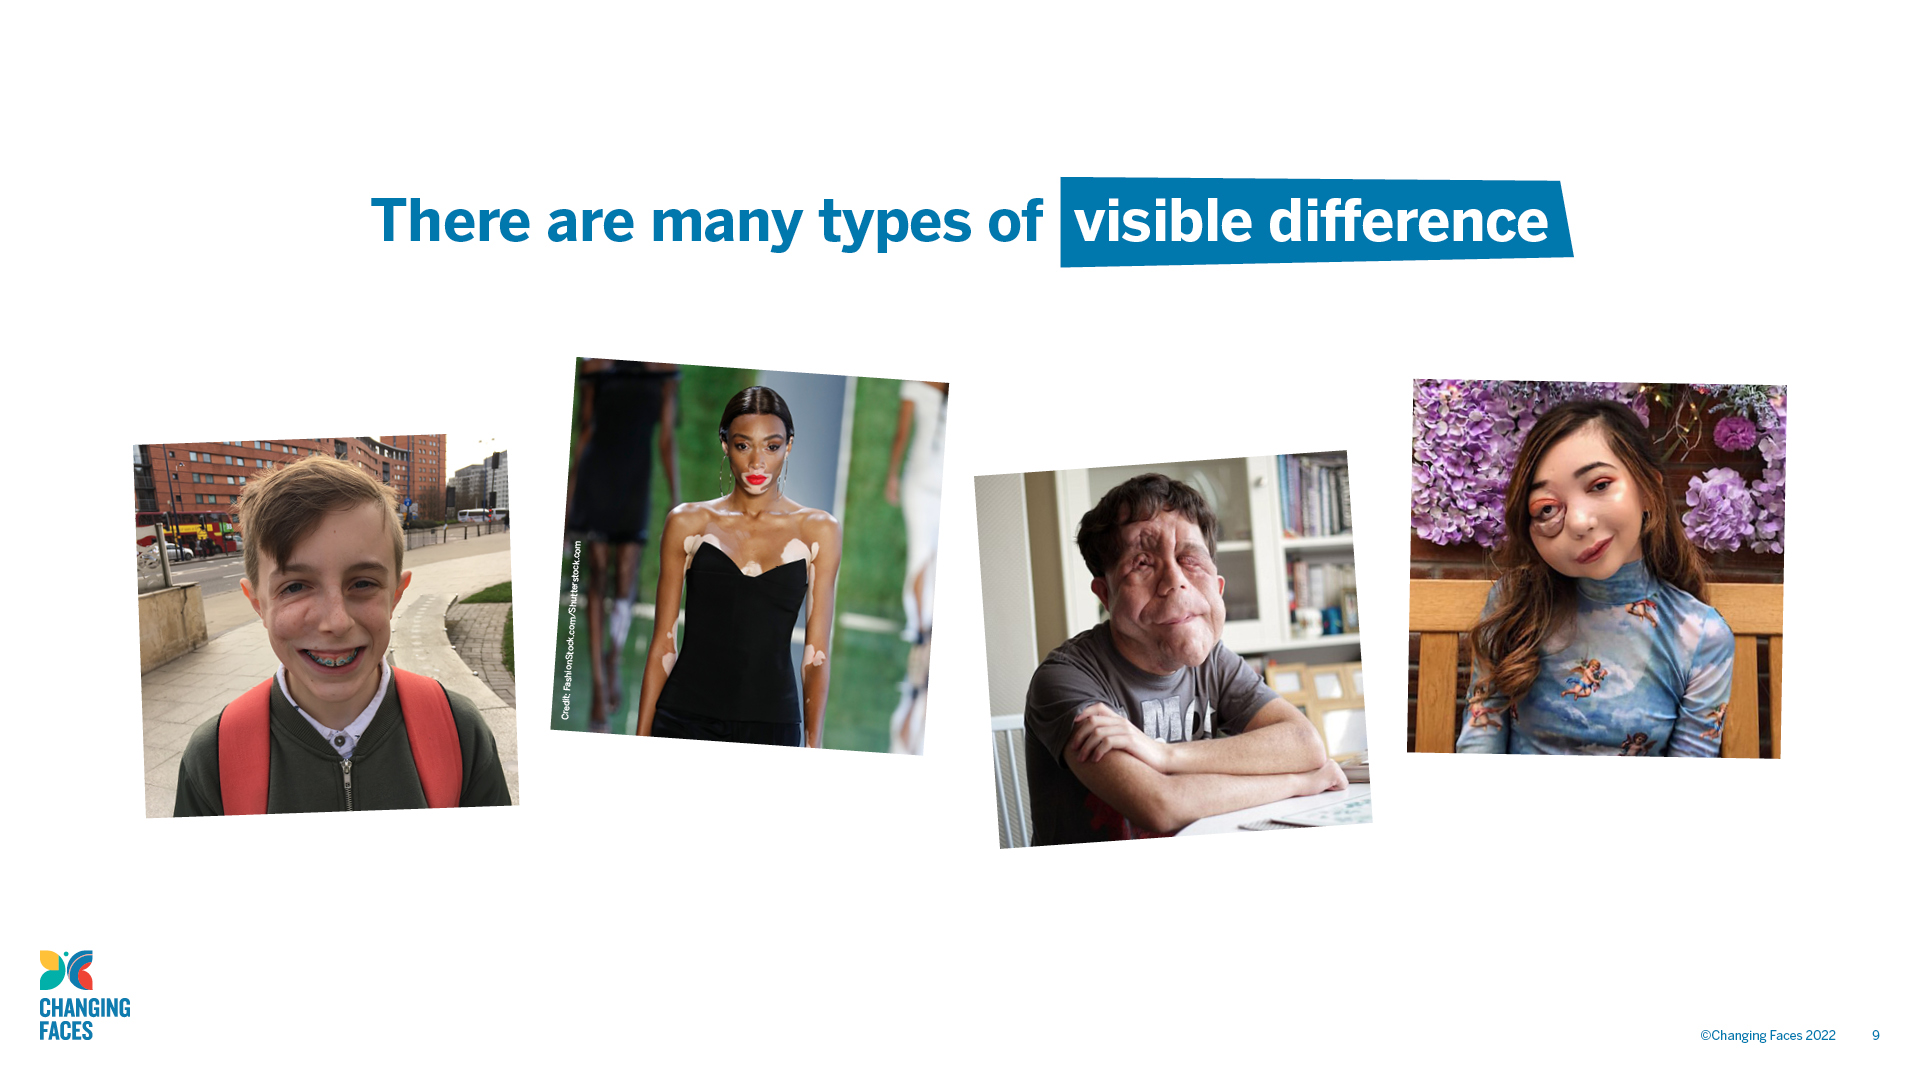 There are many types of visible difference
Credit: FashionStock.com/Shutterstock.com
CHANGING
FACES
©Changing Faces 2022
9